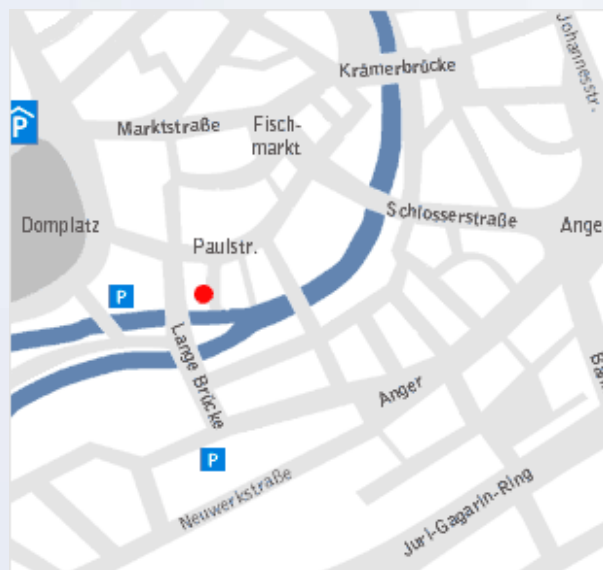 Johannesstr.
Krämerbrücke
P
Marktstraße
Fisch-
markt
Schlosserstraße
Domplatz
Ange
Paulstr.
P
Lange Brücke
Anger
P
Neuwerkstraße
Juri-Gagarin-Ring